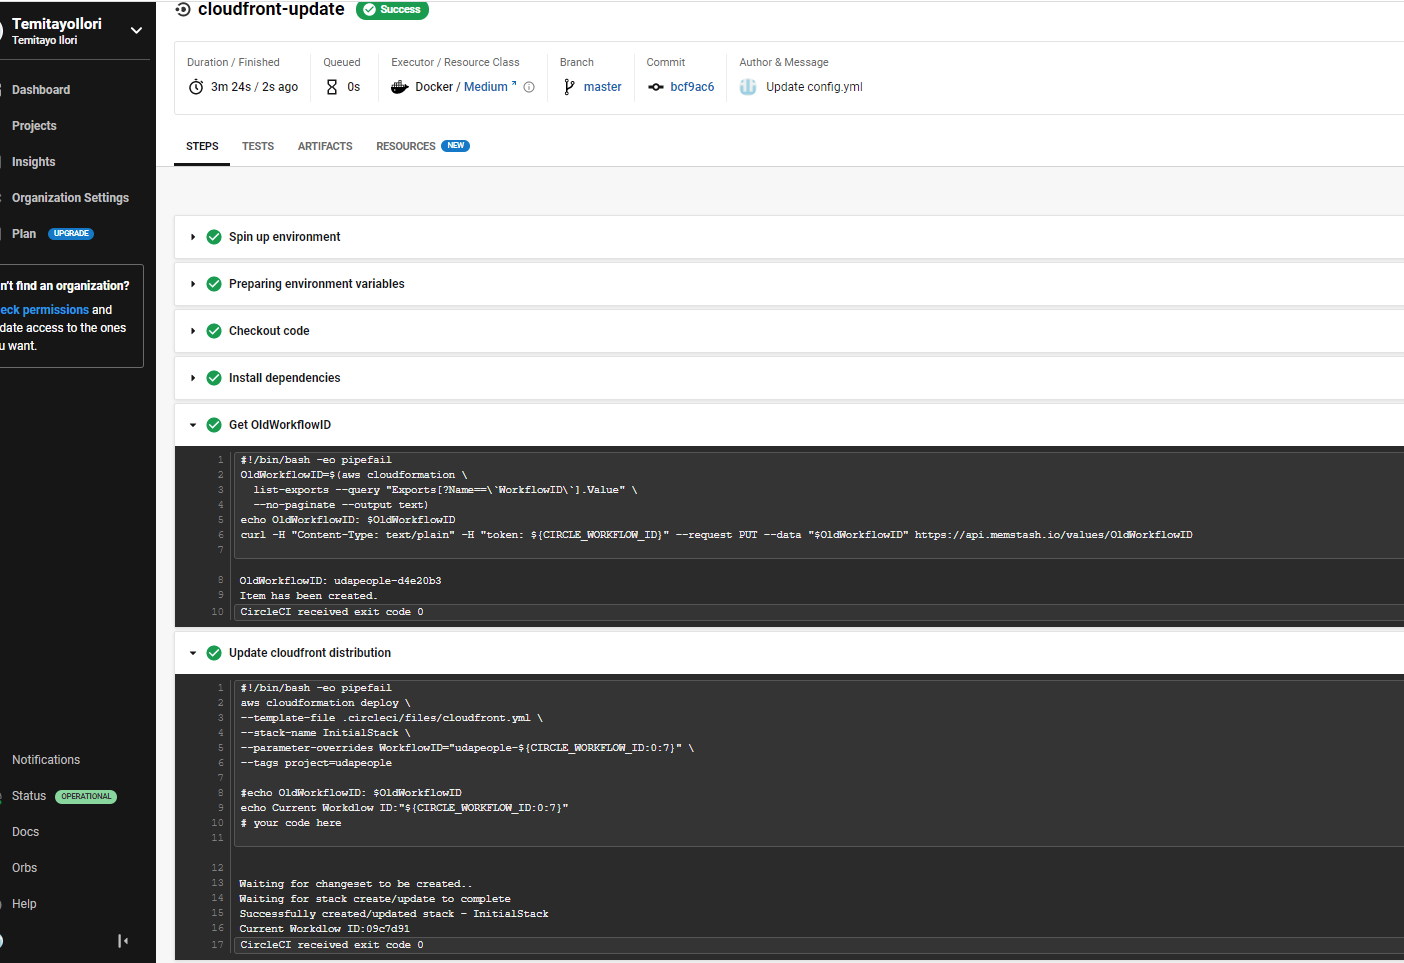 TemitayoIlori
Temitayo Ilori
Dashboard
Projects
Insights
Organization Settings
Plan UPGRADE
n't find an organization?
eck permissions and
date access to the ones
u want.
Notifications
Status OPERATIONAL
Docs
Orbs
Help
cloudfront-update Success
Duration / Finished
3m 24s / 2s ago
Queued
0s
Executor / Resource Class
Docker / Medium
Branch
master
Commit
bcf9ac6
Author & Message
Update config.yml
STEPS TESTS ARTIFACTS RESOURCES NEW
Spin up environment
Preparing environment variables
Checkout code
Install dependencies
Get OldWorkflowID
1 #!/bin/bash -eo pipefail
2 OldWorkflowID=$(aws cloudformation \
3 list-exports --query "Exports[?Name==\`WorkflowID\`].Value" \
4 --no-paginate --output text)
5 echo OldWorkflowID: $OldWorkflowID
6 curl -H "Content-Type: text/plain" -H "token: ${CIRCLE_WORKFLOW_ID}" --request PUT --data "$OldWorkflowID" https://api.memstash.io/values/OldWorkflowID
7
8 OldWorkflowID: udapeople-d4e20b3
9 Item has been created.
10 CircleCI received exit code 0
Update cloudfront distribution
1 #!/bin/bash -eo pipefail
2 aws cloudformation deploy \
3 --template-file .circleci/files/cloudfront.yml \
4 --stack-name InitialStack \
5 --parameter-overrides WorkflowID="udapeople-${CIRCLE_WORKFLOW_ID:0:7}" \
6 --tags project=udapeople
7
8 #echo OldWorkflowID: $OldWorkflowID
9 echo Current Workdlow ID:"${CIRCLE_WORKFLOW_ID:0:7}"
10 # your code here
11
12
13 Waiting for changeset to be created..
14 Waiting for stack create/update to complete
15 Successfully created/updated stack - InitialStack
16 Current Workdlow ID:09c7d91
17 CircleCI received exit code 0